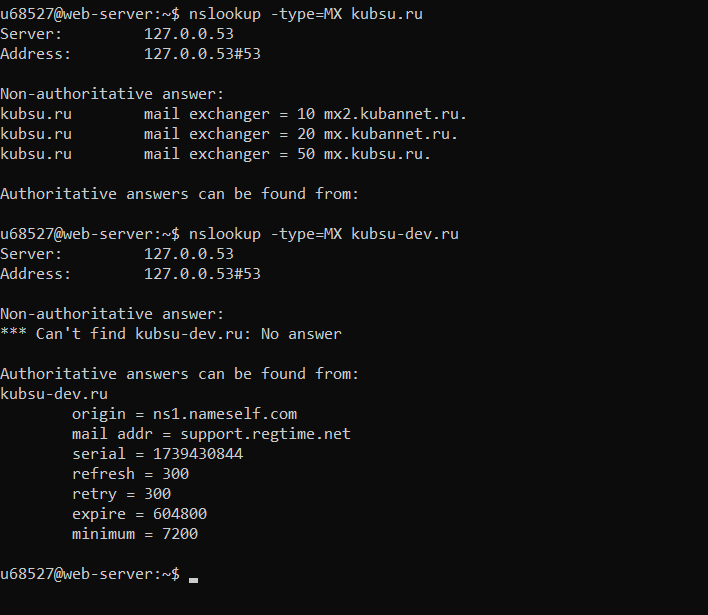 u68527@web-server:~$ nslookup -type=MX kubsu.ru
Server:         127.0.0.53
Address:        127.0.0.53#53

Non-authoritative answer:
kubsu.ru        mail exchanger = 10 mx2.kubannet.ru.
kubsu.ru        mail exchanger = 20 mx.kubannet.ru.
kubsu.ru        mail exchanger = 50 mx.kubsu.ru.

Authoritative answers can be found from:

u68527@web-server:~$ nslookup -type=MX kubsu-dev.ru
Server:         127.0.0.53
Address:        127.0.0.53#53

Non-authoritative answer:
*** Can't find kubsu-dev.ru: No answer

Authoritative answers can be found from:
kubsu-dev.ru
        origin = ns1.nameself.com
        mail addr = support.regtime.net
        serial = 1739430844
        refresh = 300
        retry = 300
        expire = 604800
        minimum = 7200

u68527@web-server:~$